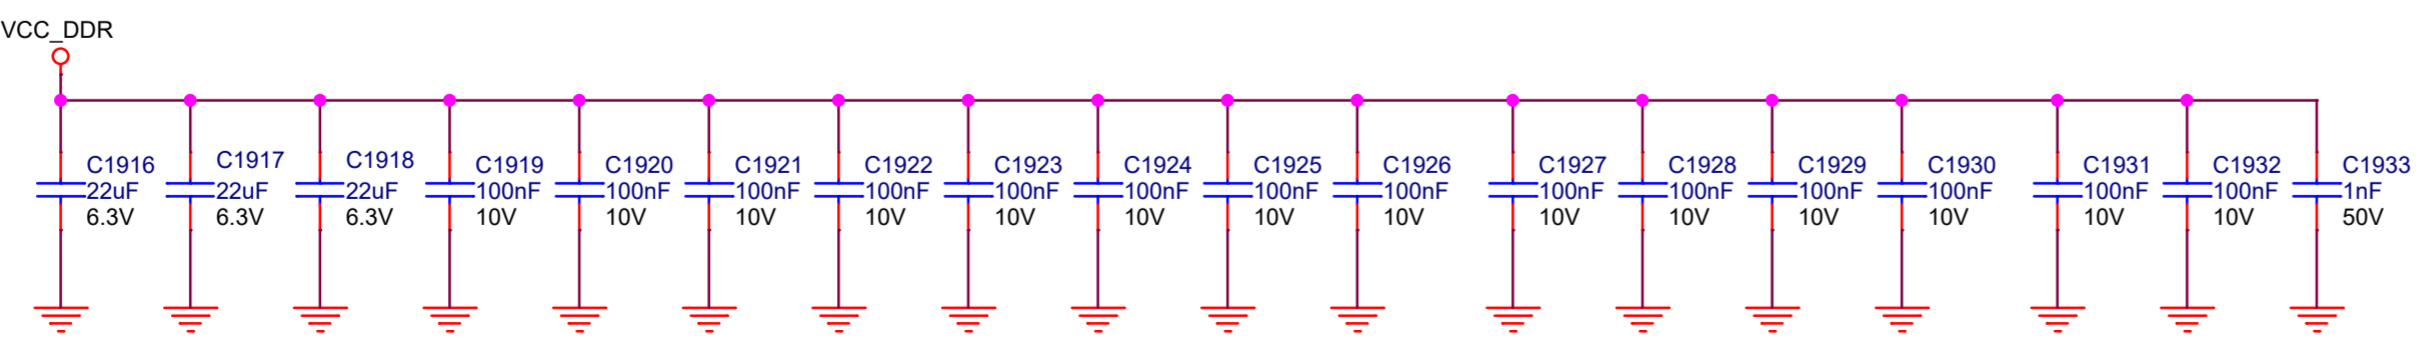 VCC_DDR
C1916
22uF
6.3V
C1917
22uF
6.3V
C1918
22uF
6.3V
C1919
100nF
10V
C1920
100nF
10V
C1921
100nF
10V
C1922
100nF
10V
C1923
100nF
10V
C1924
100nF
10V
C1925
100nF
10V
C1926
100nF
10V
C1927
100nF
10V
C1928
100nF
10V
C1929
100nF
10V
C1930
100nF
10V
C1931
100nF
10V
C1932
100nF
10V
C1933
1nF
50V